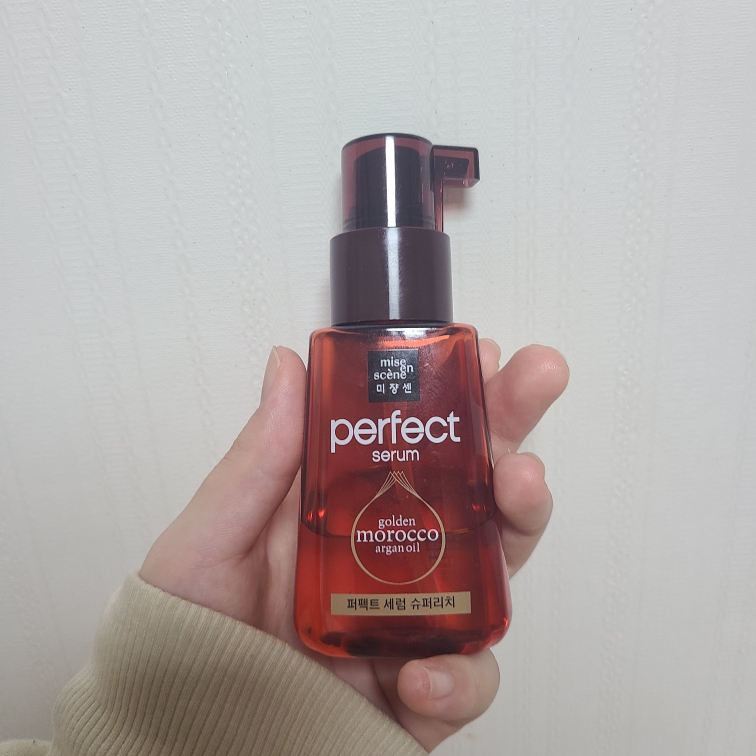 mise
en
scène
미쟝센
perfect
serum
golden
morocco
argan oil
퍼펙트 세럼 슈퍼리치